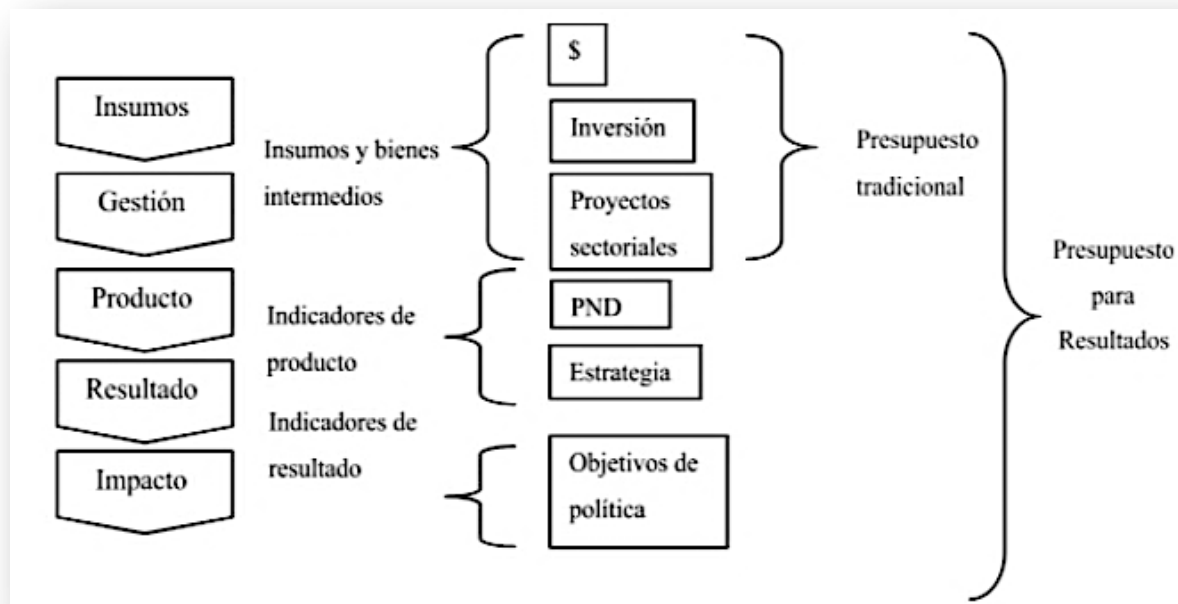 Insumos
Gestión
Producto
Resultado
Impacto
Insumos y bienes
intermedios
Indicadores de
producto
Indicadores de
resultado
$
Inversión
Proyectos
sectoriales
PND
Estrategia
Objetivos de
política
Presupuesto
tradicional
Presupuesto
para
Resultados